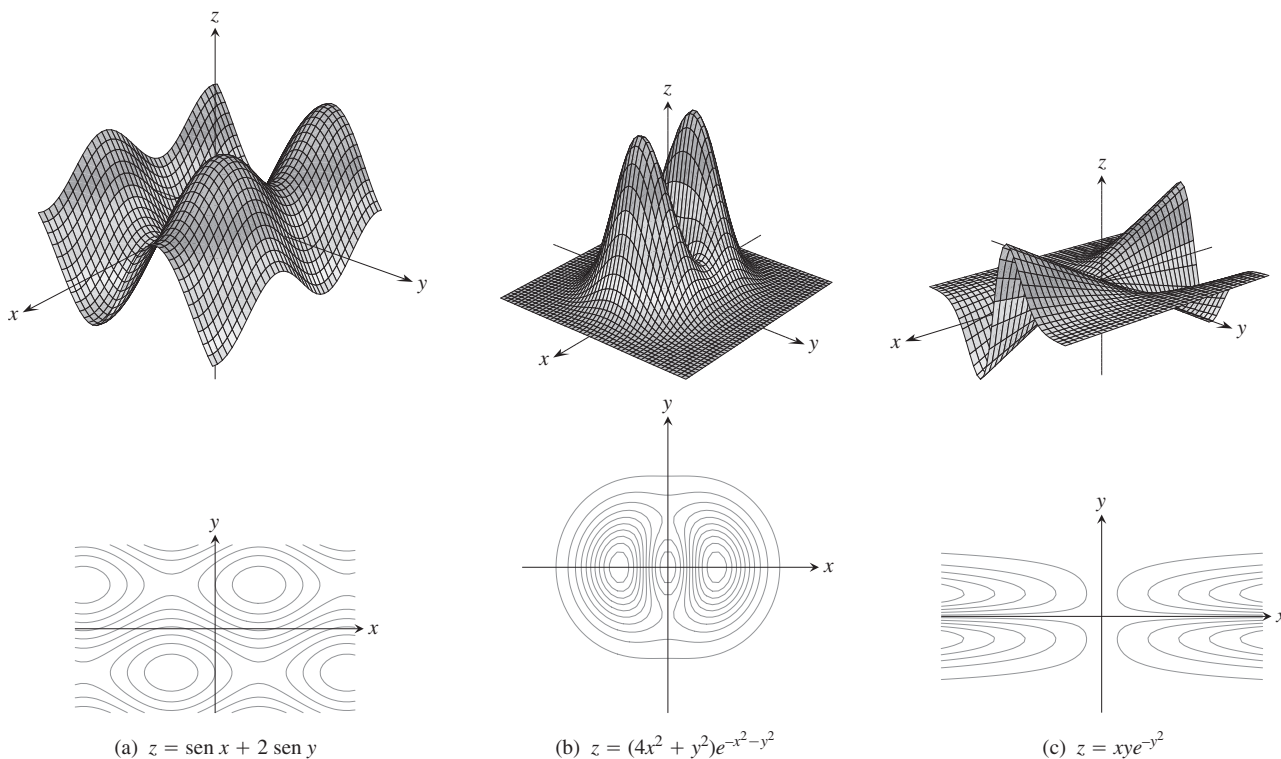 z
x
y
z
x
y
z
x
y
y
x
y
x
y
x
(a) z = sen x + 2 sen y
(b) z = (4x² + y²)e^{–x²–y²}
(c) z = xye^{–y²}